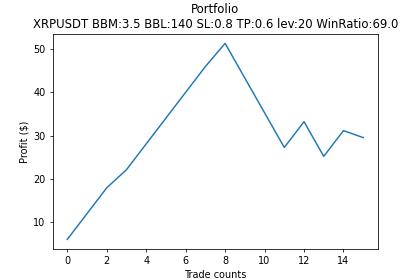 Portfolio
XRPUSDT BBM:3.5 BBL:140 SL:0.8 TP:0.6 lev:20 WinRatio:69.0
50
40
30
20
10
Profit ($)
0 2 4 6 8 10 12 14
Trade counts